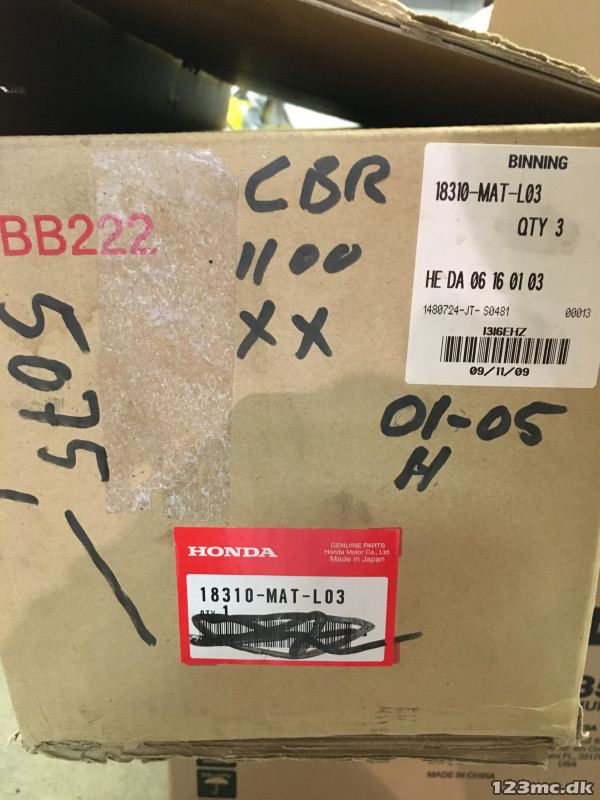 BINNING
18310-MAT-L03
QTY 3
HE DA 06 16 01 03
1480724-JT- S0481 00013
1316EHZ
09/11/09
BB222
CBR
1100
XX
5075
01-05
H
HONDA
GENUINE PARTS
Honda Motor Co., Ltd.
Made in Japan
18310-MAT-L03
QTY 1
USA
MADE IN CHINA
123mc.dk